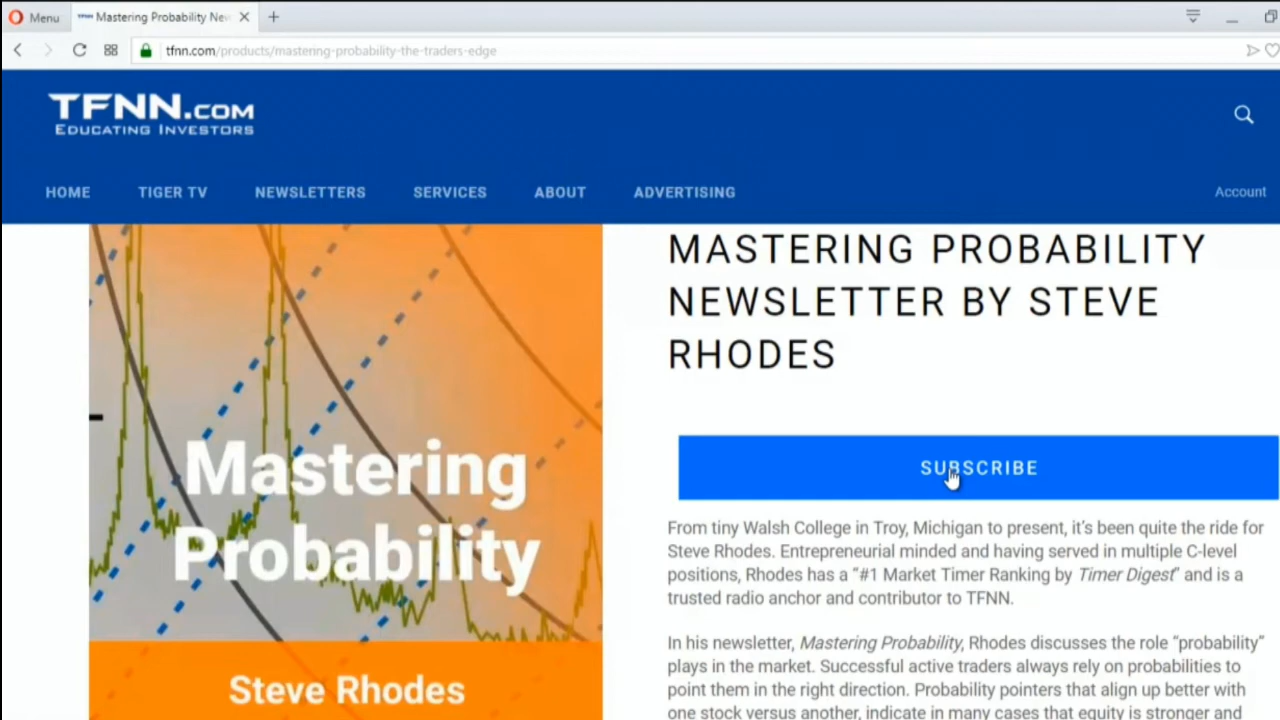 Menu
TFNN Mastering Probability New
tfnn.com/products/mastering-probability-the-traders-edge
TFNN.COM
EDUCATING INVESTORS
HOME TIGER TV NEWSLETTERS SERVICES ABOUT ADVERTISING Account
Mastering
Probability
Steve Rhodes
MASTERING PROBABILITY
NEWSLETTER BY STEVE
RHODES
SUBSCRIBE
From tiny Walsh College in Troy, Michigan to present, it's been quite the ride for
Steve Rhodes. Entrepreneurial minded and having served in multiple C-level
positions, Rhodes has a “#1 Market Timer Ranking by Timer Digest” and is a
trusted radio anchor and contributor to TFNN.
In his newsletter, Mastering Probability, Rhodes discusses the role “probability”
plays in the market. Successful active traders always rely on probabilities to
point them in the right direction. Probability pointers that align up better with
one stock versus another, indicate in many cases that equity is stronger and